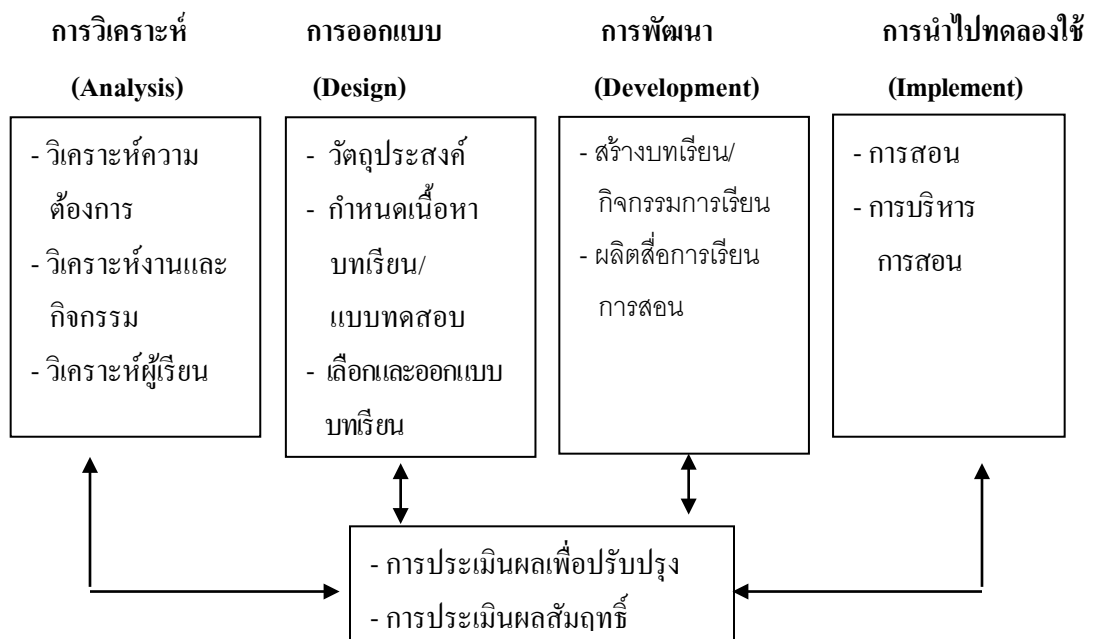 การวิเคราะห์
(Analysis)
- วิเคราะห์ความ
ต้องการ
- วิเคราะห์งานและ
กิจกรรม
- วิเคราะห์ผู้เรียน
การออกแบบ
(Design)
- วัตถุประสงค์
- กำหนดเนื้อหา
บทเรียน/
แบบทดสอบ
- เลือกและออกแบบ
บทเรียน
การพัฒนา
(Development)
- สร้างบทเรียน/
กิจกรรมการเรียน
- ผลิตสื่อการเรียน
การสอน
การนำไปทดลองใช้
(Implement)
- การสอน
- การบริหาร
การสอน
- การประเมินผลเพื่อปรับปรุง
- การประเมินผลสัมฤทธิ์